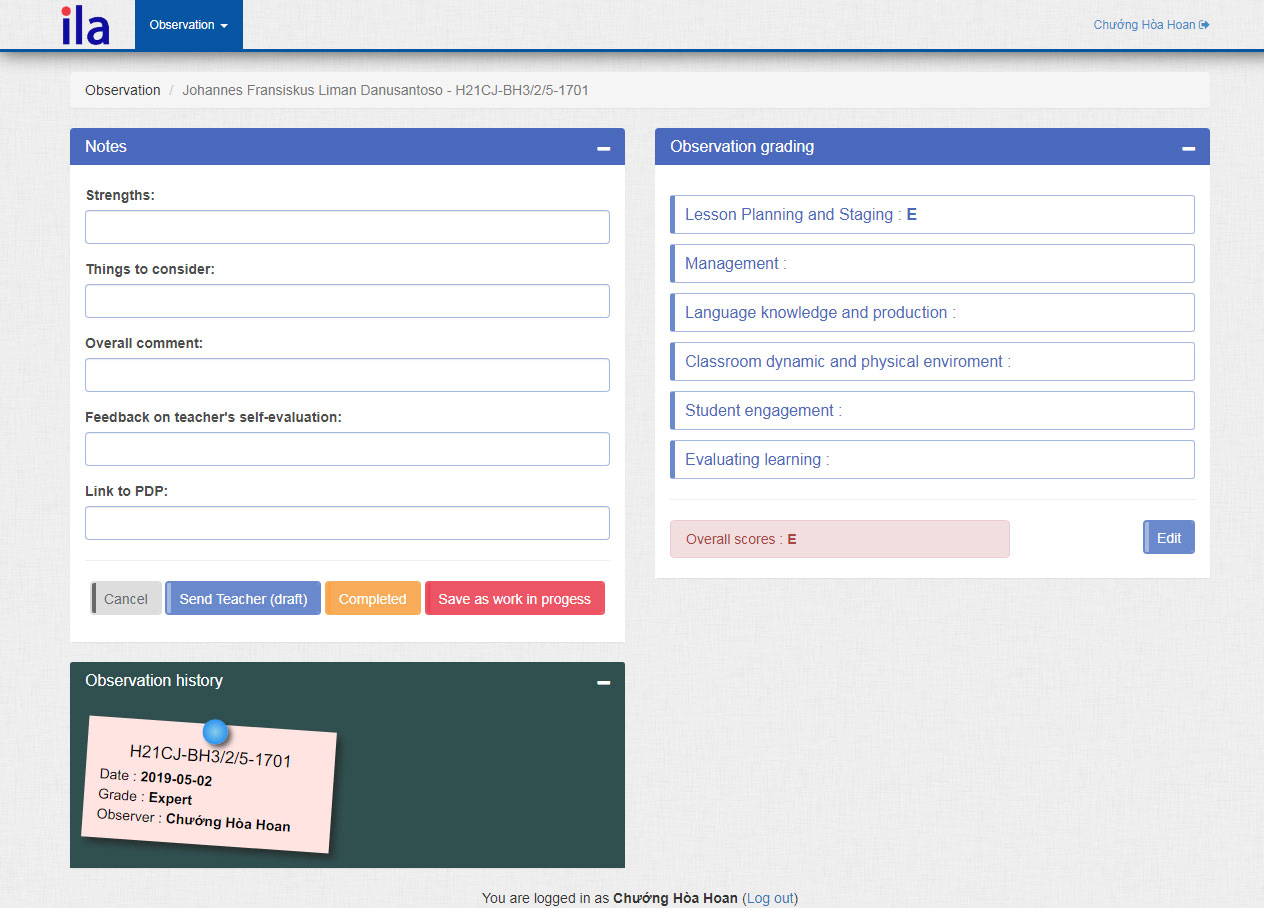 ila
Observation
Chướng Hòa Hoan
Observation / Johannes Fransiskus Liman Danusantoso - H21CJ-BH3/2/5-1701
Notes
Strengths:
Things to consider:
Overall comment:
Feedback on teacher's self-evaluation:
Link to PDP:
Cancel
Send Teacher (draft)
Completed
Save as work in progess
Observation grading
Lesson Planning and Staging : E
Management :
Language knowledge and production :
Classroom dynamic and physical enviroment :
Student engagement :
Evaluating learning :
Overall scores : E
Edit
Observation history
H21CJ-BH3/2/5-1701
Date : 2019-05-02
Grade : Expert
Observer : Chướng Hòa Hoan
You are logged in as Chướng Hòa Hoan (Log out)